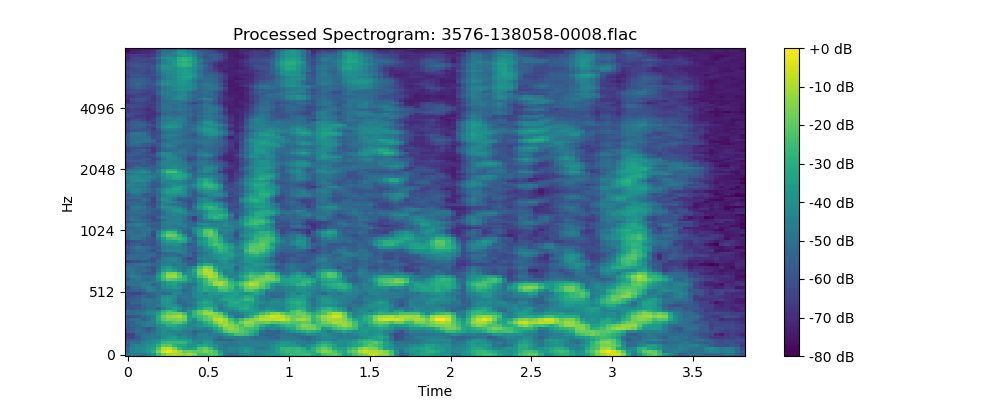 Processed Spectrogram: 3576-138058-0008.flac
Hz
4096
2048
1024
512
0
0 0.5 1 1.5 2 2.5 3 3.5
Time
+0 dB
-10 dB
-20 dB
-30 dB
-40 dB
-50 dB
-60 dB
-70 dB
-80 dB